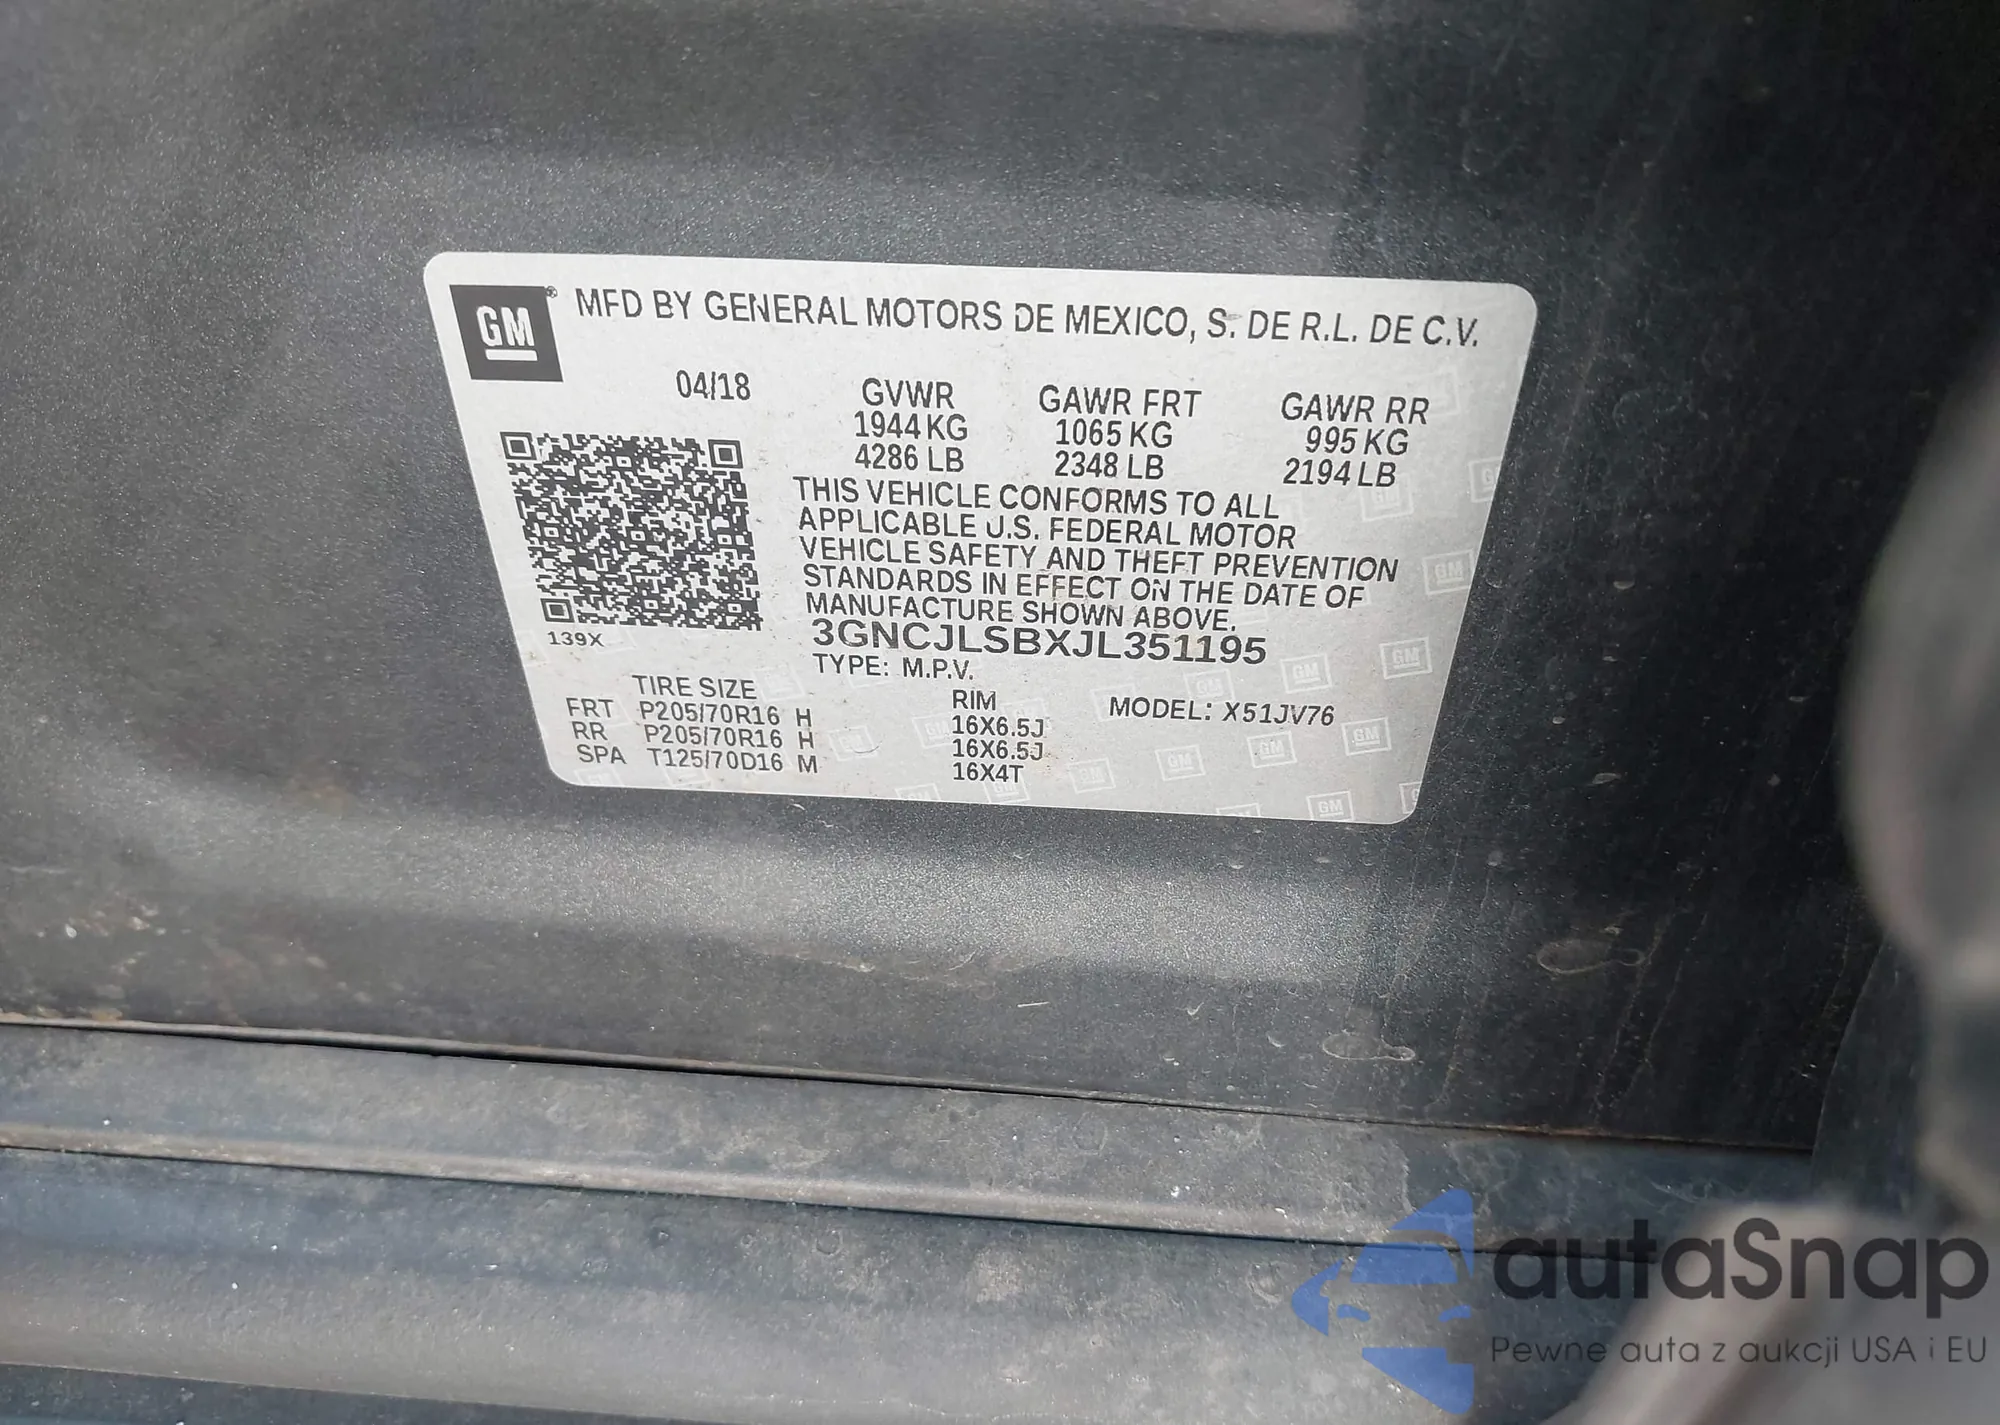 GM
MFD BY GENERAL MOTORS DE MEXICO, S. DE R.L. DE C.V.
04/18
GVWR GAWR FRT GAWR RR
1944 KG 1065 KG 995 KG
4286 LB 2348 LB 2194 LB
THIS VEHICLE CONFORMS TO ALL
APPLICABLE U.S. FEDERAL MOTOR
VEHICLE SAFETY AND THEFT PREVENTION
STANDARDS IN EFFECT ON THE DATE OF
MANUFACTURE SHOWN ABOVE.
139X
3GNCJLSBXJL351195
TYPE: M.P.V.
TIRE SIZE RIM MODEL: X51JV76
FRT P205/70R16 H 16X6.5J
RR P205/70R16 H 16X6.5J
SPA T125/70D16 M 16X4T
autaSnap
Pewne auta z aukcji USA i EU